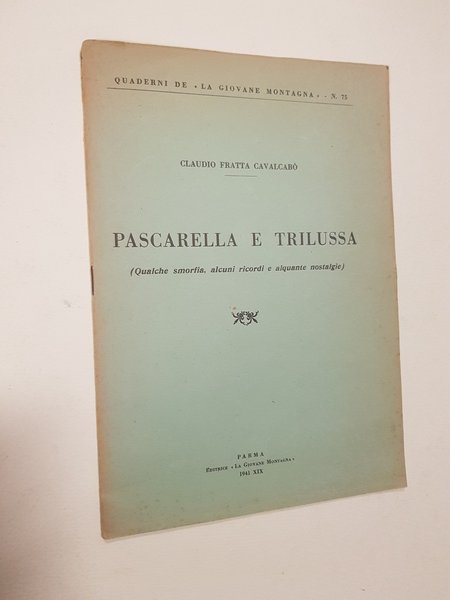 QUADERNI DE « LA GIOVANE MONTAGNA » - N. 75
CLAUDIO FRATTA CAVALCABÒ
PASCARELLA E TRILUSSA
(Qualche smorfia, alcuni ricordi e alquante nostalgie)
PARMA
EDITRICE « LA GIOVANE MONTAGNA »
1941 XIX